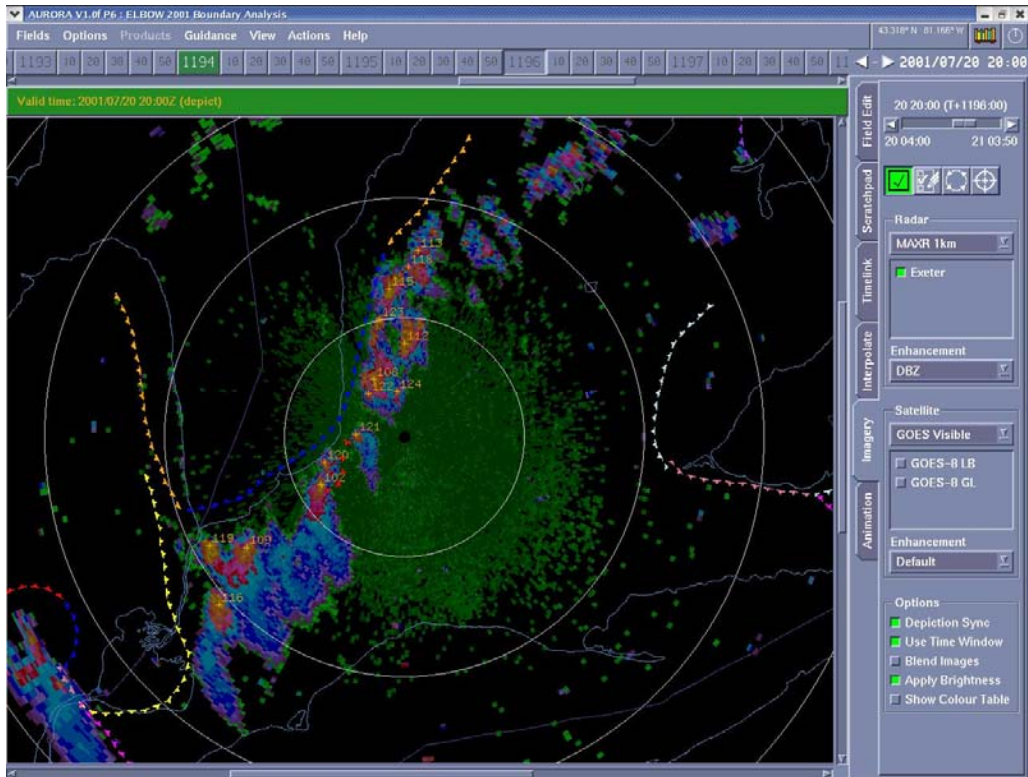 AURORA V1.0f P6 : ELBOW 2001 Boundary Analysis
Fields Options Products Guidance View Actions Help
43.318° N 81.166° W
1193 10 20 30 40 50 1194 10 20 30 40 50 1195 10 20 30 40 50 1196 10 20 30 40 50 1197 10 20 30 40 50 11
2001/07/20 20:00
Valid time: 2001/07/20 20:00Z (depict)
Field Edit
Scratchpad
Timelink
Interpolate
Imagery
Animation
20 20:00 (T+1196:00)
20 04:00 21 03:50
Radar
MAXR 1km
Exeter
Enhancement
DBZ
Satellite
GOES Visible
GOES-8 LB
GOES-8 GL
Enhancement
Default
Options
Depiction Sync
Use Time Window
Blend Images
Apply Brightness
Show Colour Table
113
118
115
123
112
108
124
122
121
120
102
119 109
116